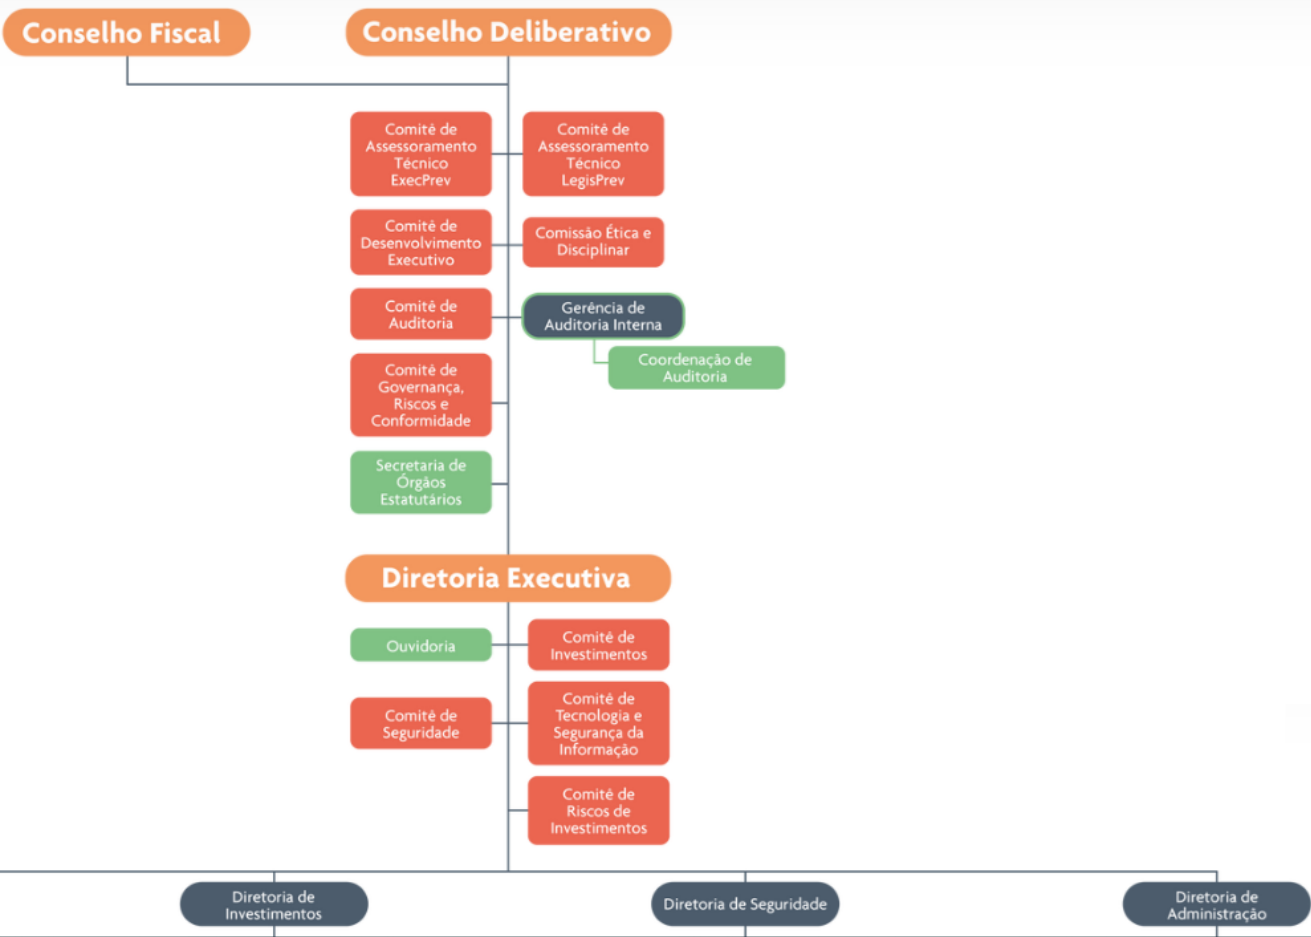 Conselho Fiscal
Conselho Deliberativo
Comitê de
Assessoramento
Técnico
ExecPrev
Comitê de
Assessoramento
Técnico
LegisPrev
Comitê de
Desenvolvimento
Executivo
Comissão Ética e
Disciplinar
Comitê de
Auditoria
Gerência de
Auditoria Interna
Coordenação de
Auditoria
Comitê de
Governança,
Riscos e
Conformidade
Secretaria de
Órgãos
Estatutários
Diretoria Executiva
Ouvidoria
Comitê de
Investimentos
Comitê de
Seguridade
Comitê de
Tecnologia e
Segurança da
Informação
Comitê de
Riscos de
Investimentos
Diretoria de
Investimentos
Diretoria de Seguridade
Diretoria de
Administração